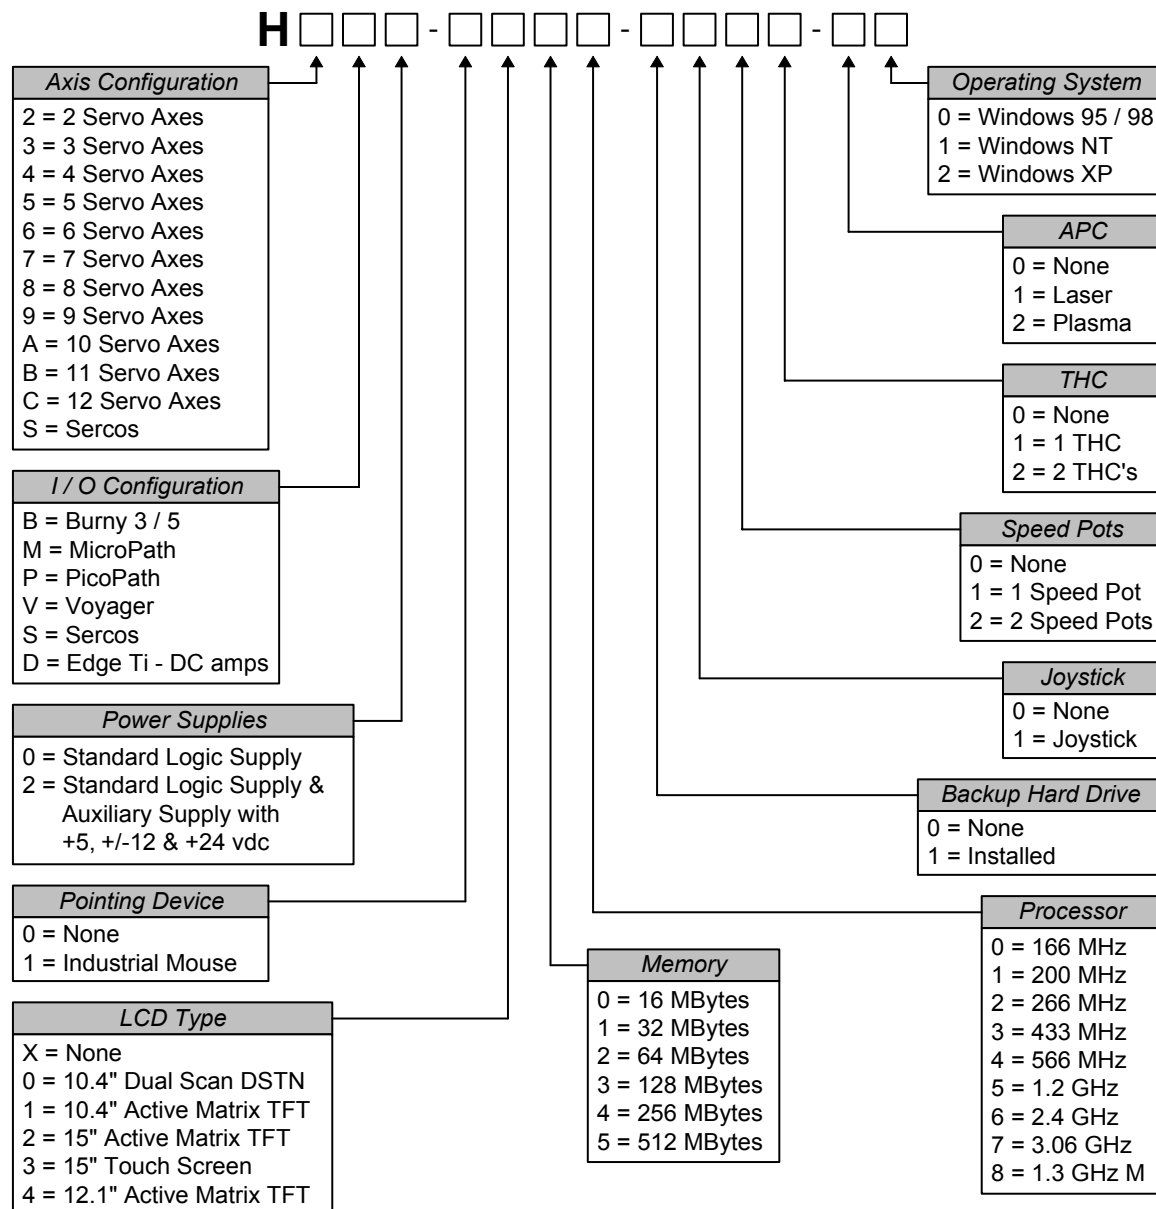 H - - -
Axis Configuration
2 = 2 Servo Axes
3 = 3 Servo Axes
4 = 4 Servo Axes
5 = 5 Servo Axes
6 = 6 Servo Axes
7 = 7 Servo Axes
8 = 8 Servo Axes
9 = 9 Servo Axes
A = 10 Servo Axes
B = 11 Servo Axes
C = 12 Servo Axes
S = Sercos
I / O Configuration
B = Burny 3 / 5
M = MicroPath
P = PicoPath
V = Voyager
S = Sercos
D = Edge Ti - DC amps
Power Supplies
0 = Standard Logic Supply
2 = Standard Logic Supply &
Auxiliary Supply with
+5, +/-12 & +24 vdc
Pointing Device
0 = None
1 = Industrial Mouse
LCD Type
X = None
0 = 10.4" Dual Scan DSTN
1 = 10.4" Active Matrix TFT
2 = 15" Active Matrix TFT
3 = 15" Touch Screen
4 = 12.1" Active Matrix TFT
Memory
0 = 16 MBytes
1 = 32 MBytes
2 = 64 MBytes
3 = 128 MBytes
4 = 256 MBytes
5 = 512 MBytes
Operating System
0 = Windows 95 / 98
1 = Windows NT
2 = Windows XP
APC
0 = None
1 = Laser
2 = Plasma
THC
0 = None
1 = 1 THC
2 = 2 THC's
Speed Pots
0 = None
1 = 1 Speed Pot
2 = 2 Speed Pots
Joystick
0 = None
1 = Joystick
Backup Hard Drive
0 = None
1 = Installed
Processor
0 = 166 MHz
1 = 200 MHz
2 = 266 MHz
3 = 433 MHz
4 = 566 MHz
5 = 1.2 GHz
6 = 2.4 GHz
7 = 3.06 GHz
8 = 1.3 GHz M